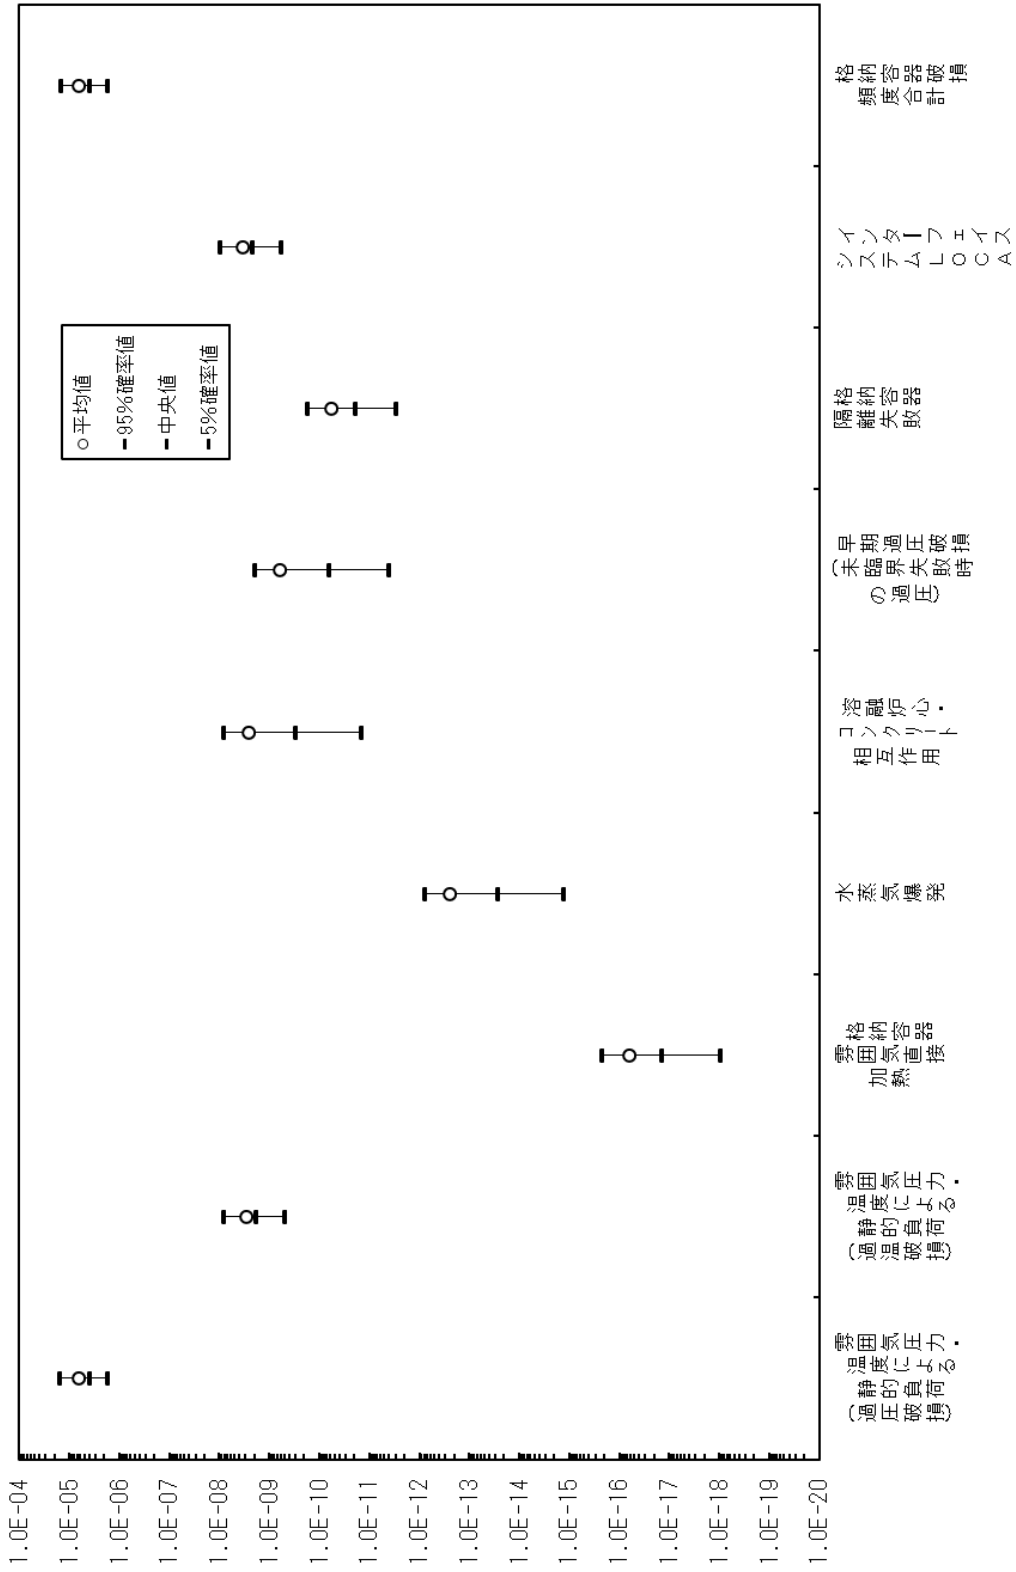 1.0E-04
1.0E-05
1.0E-06
1.0E-07
1.0E-08
1.0E-09
1.0E-10
1.0E-11
1.0E-12
1.0E-13
1.0E-14
1.0E-15
1.0E-16
1.0E-17
1.0E-18
1.0E-19
1.0E-20
○平均値
-95%確率値
-中央値
-5%確率値
雰囲気圧力・
温度による
静的負荷
(過圧破損)
雰囲気圧力・
温度による
静的負荷
(過温破損)
格納容器
雰囲気直接
加熱
水蒸気爆発
溶融炉心・
コンクリート
相互作用
早期過圧破損
(未臨界失敗時
の過圧)
格納容器
隔離失敗
インターフェイス
システムLOCA
格納容器破損
頻度合計